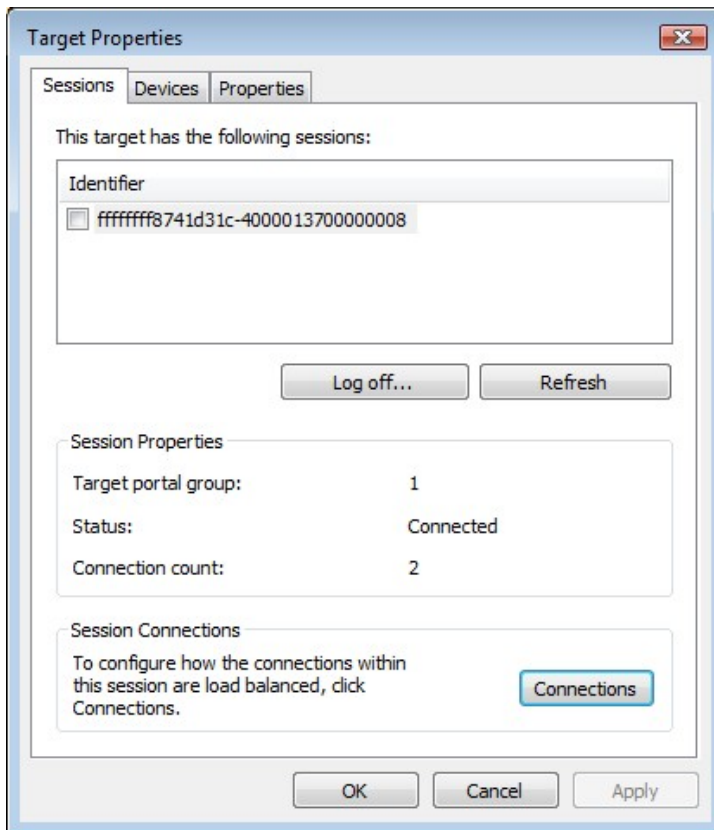 Target Properties
Sessions Devices Properties
This target has the following sessions:
Identifier
ffffffff8741d31c-4000013700000008
Log off... Refresh
Session Properties
Target portal group: 1
Status: Connected
Connection count: 2
Session Connections
To configure how the connections within
this session are load balanced, click
Connections.
Connections
OK Cancel Apply